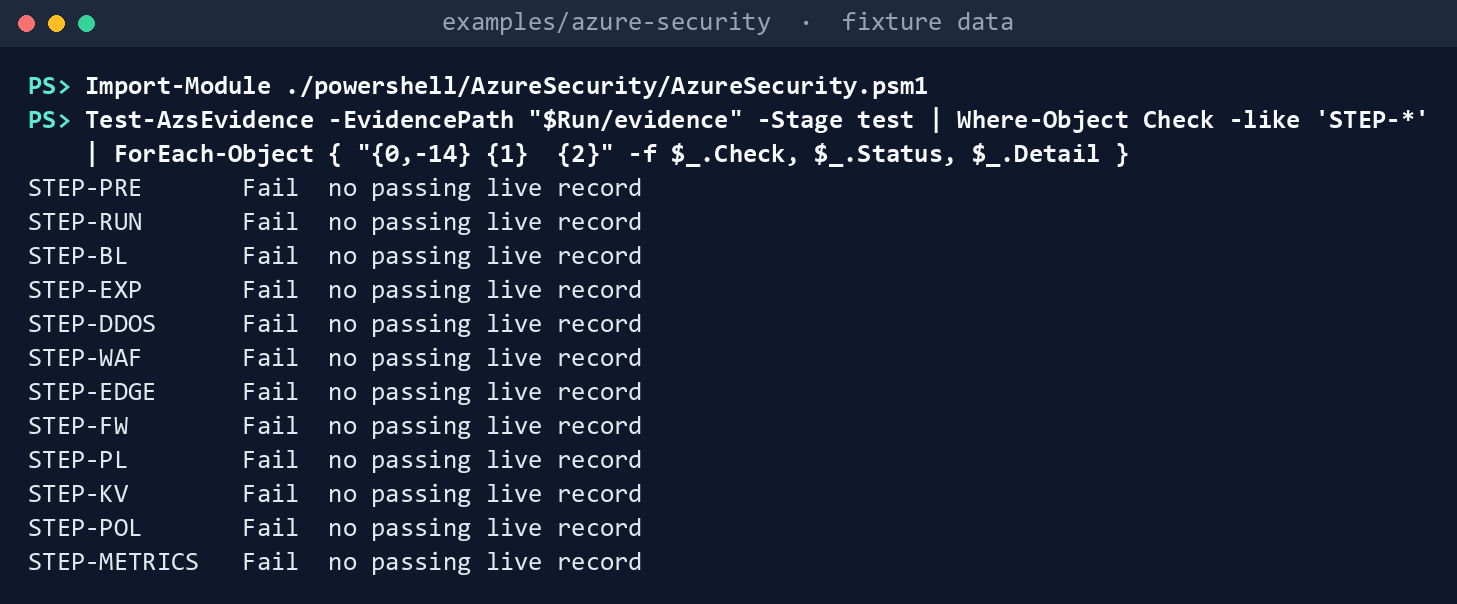 examples/azure-security · fixture data
PS> Import-Module ./powershell/AzureSecurity/AzureSecurity.psm1
PS> Test-AzsEvidence -EvidencePath "$Run/evidence" -Stage test | Where-Object Check -like 'STEP-*'
| ForEach-Object { "{0,-14} {1}  {2}" -f $_.Check, $_.Status, $_.Detail }
STEP-PRE       Fail  no passing live record
STEP-RUN       Fail  no passing live record
STEP-BL        Fail  no passing live record
STEP-EXP       Fail  no passing live record
STEP-DDOS      Fail  no passing live record
STEP-WAF       Fail  no passing live record
STEP-EDGE      Fail  no passing live record
STEP-FW        Fail  no passing live record
STEP-PL        Fail  no passing live record
STEP-KV        Fail  no passing live record
STEP-POL       Fail  no passing live record
STEP-METRICS   Fail  no passing live record